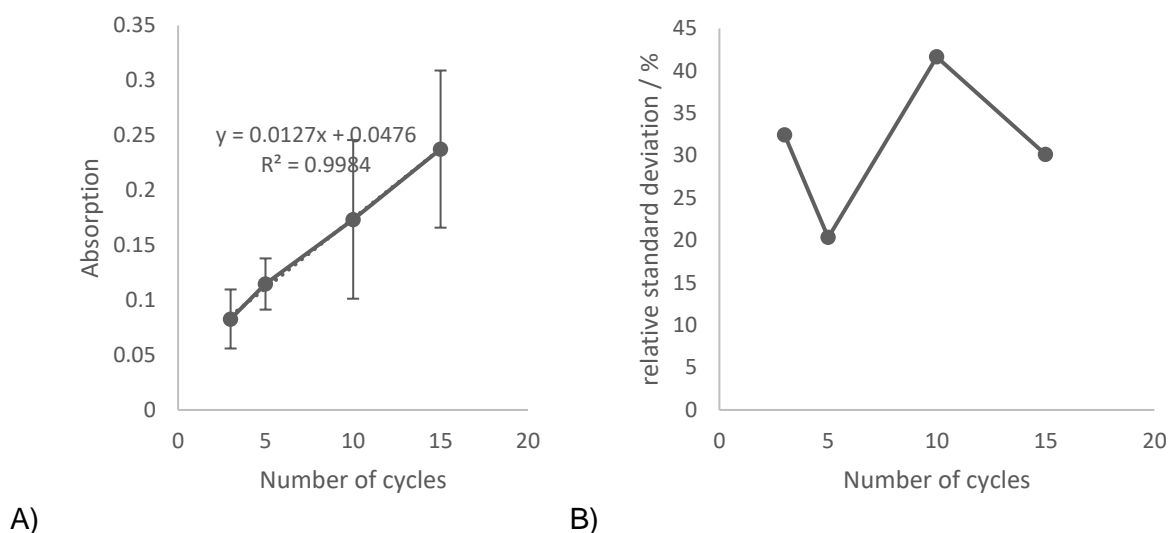 0.35
0.3
0.25
0.2
0.15
0.1
0.05
0
Absorption
y = 0.0127x + 0.0476
R² = 0.9984
0 5 10 15 20
Number of cycles
A)
45
40
35
30
25
20
15
10
5
0
relative standard deviation / %
0 5 10 15 20
Number of cycles
B)